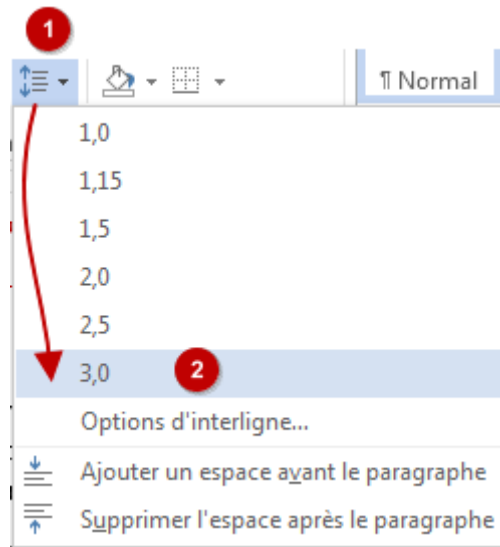 1
¶ Normal
1,0
1,15
1,5
2,0
2,5
3,0 2
Options d'interligne...
Ajouter un espace avant le paragraphe
Supprimer l'espace après le paragraphe